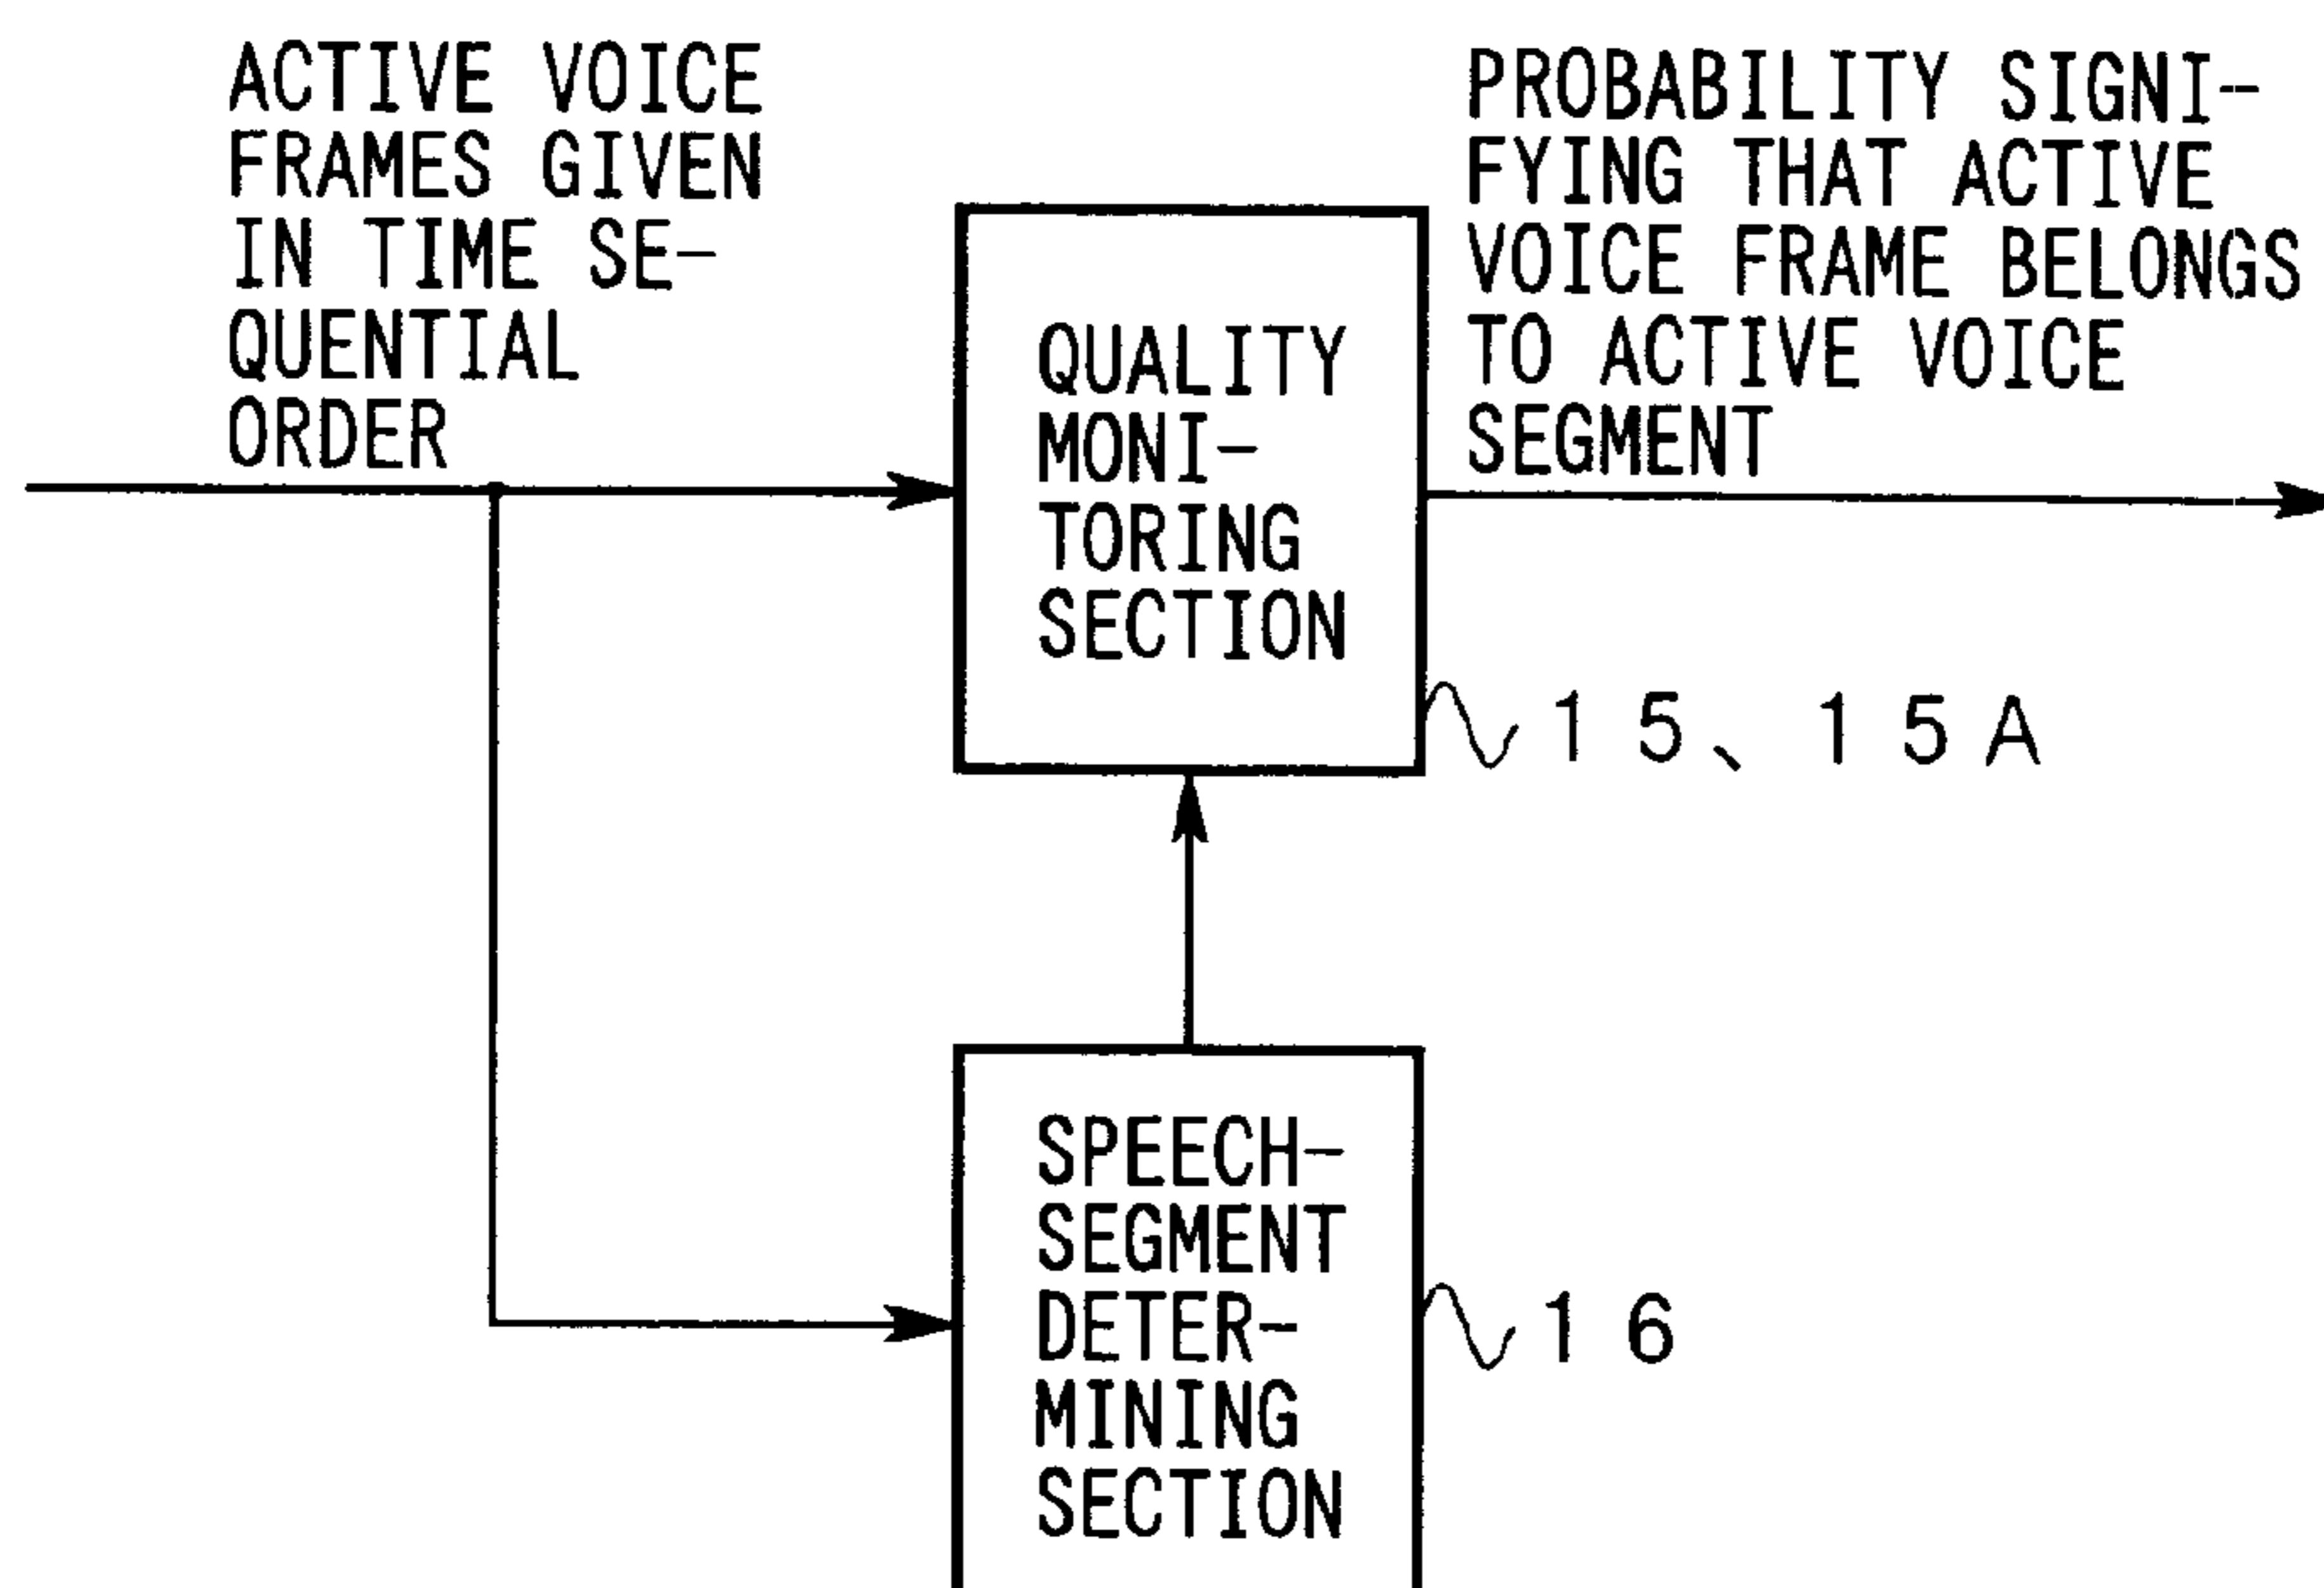 ACTIVE VOICE
FRAMES GIVEN
IN TIME SE-
QUENTIAL
ORDER
PROBABILITY SIGNI-
FYING THAT ACTIVE
VOICE FRAME BELONGS
TO ACTIVE VOICE
SEGMENT
QUALITY
MONI-
TORING
SECTION
15、15A
SPEECH-
SEGMENT
DETER-
MINING
SECTION
16